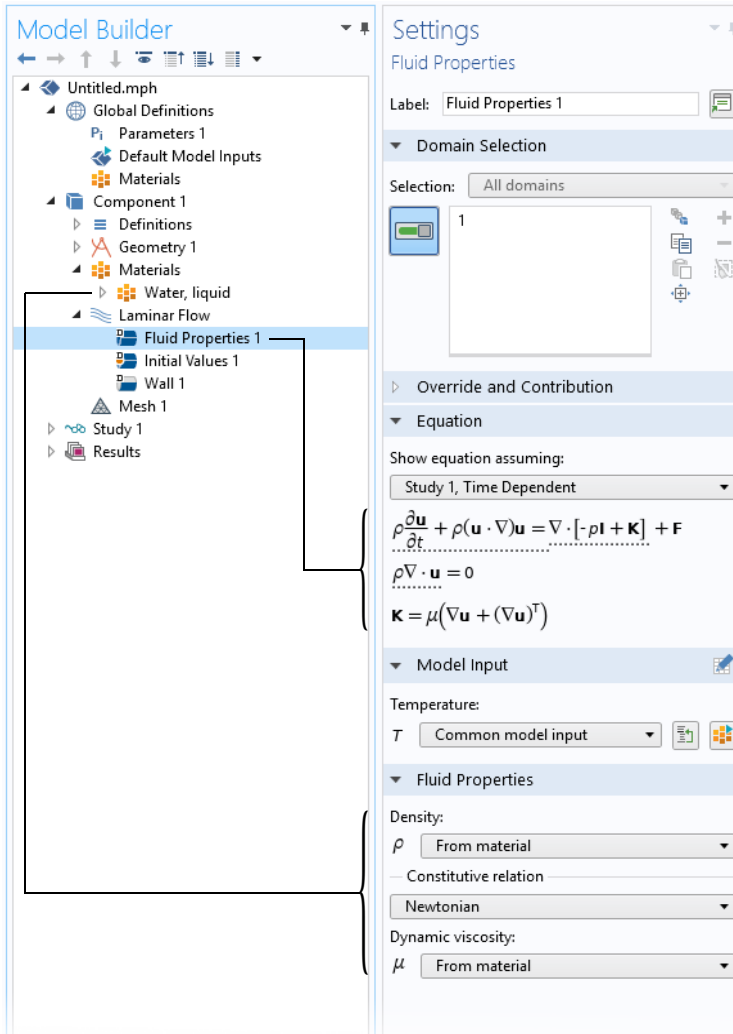 Model Builder
Untitled.mph
Global Definitions
Pi Parameters 1
Default Model Inputs
Materials
Component 1
Definitions
Geometry 1
Materials
Water, liquid
Laminar Flow
Fluid Properties 1
Initial Values 1
Wall 1
Mesh 1
Study 1
Results
Settings
Fluid Properties
Label: Fluid Properties 1
Domain Selection
Selection: All domains
1
Override and Contribution
Equation
Show equation assuming:
Study 1, Time Dependent
ρ∂u/∂t + ρ(u · ∇)u = ∇ · [-pI + K] + F
ρ∇ · u = 0
K = μ(∇u + (∇u)ᵀ)
Model Input
Temperature:
T Common model input
Fluid Properties
Density:
ρ From material
Constitutive relation
Newtonian
Dynamic viscosity:
μ From material